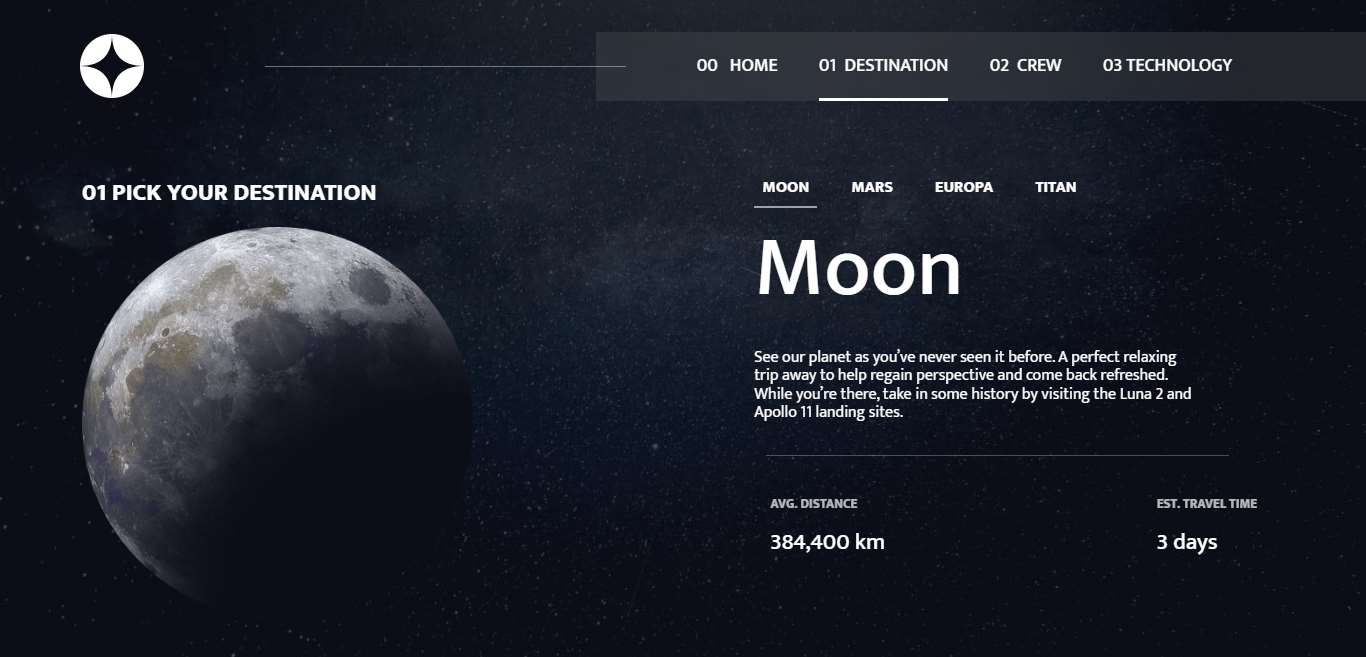 00 HOME 01 DESTINATION 02 CREW 03 TECHNOLOGY
01 PICK YOUR DESTINATION
MOON MARS EUROPA TITAN
Moon
See our planet as you’ve never seen it before. A perfect relaxing
trip away to help regain perspective and come back refreshed.
While you’re there, take in some history by visiting the Luna 2 and
Apollo 11 landing sites.
AVG. DISTANCE
384,400 km
EST. TRAVEL TIME
3 days